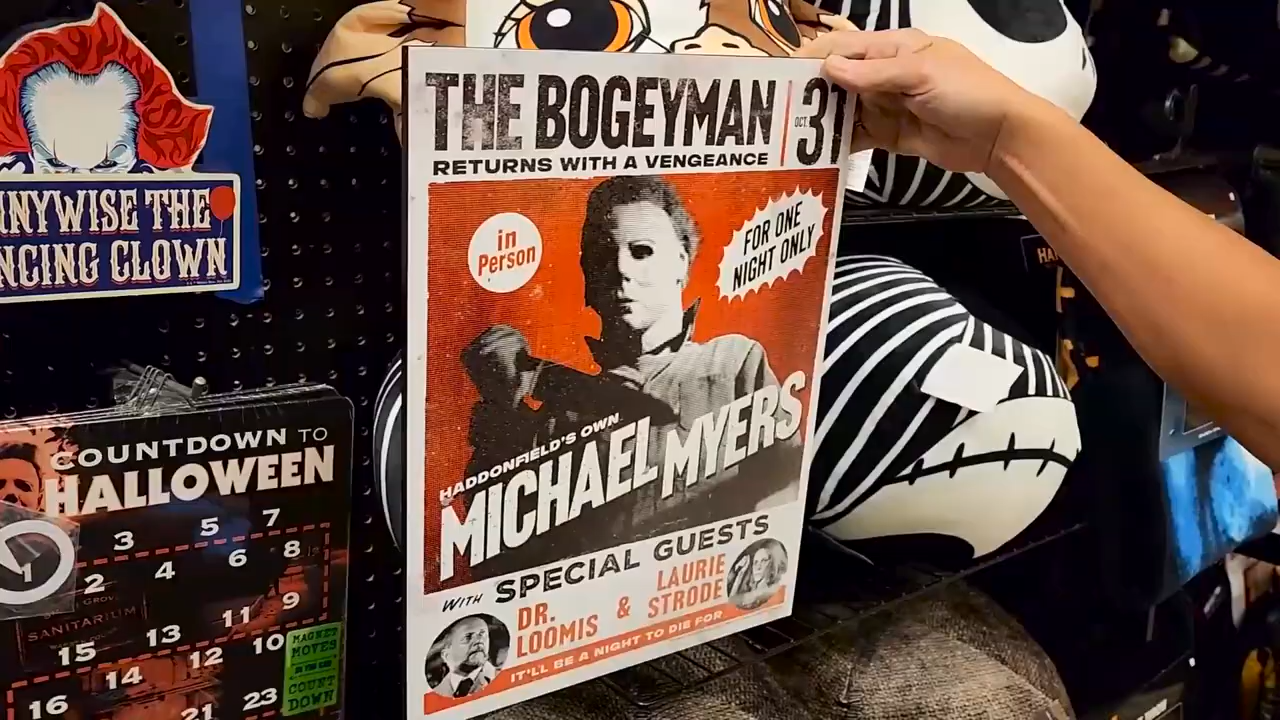 THE BOGEYMAN
OCT. 31
RETURNS WITH A VENGEANCE
in
Person
FOR ONE
NIGHT ONLY
HADDONFIELD'S OWN
MICHAEL MYERS
WITH SPECIAL GUESTS
DR.
LOOMIS
&
LAURIE
STRODE
IT'LL BE A NIGHT TO DIE FOR
NYWISE THE
NCING CLOWN
COUNTDOWN TO
HALLOWEEN
3 5 7
2 4 6 8
SANITARIUM
11 9
15 13 10
14 12
16 21 23
MAGNET
MOVES
COUNT
DOWN
HA